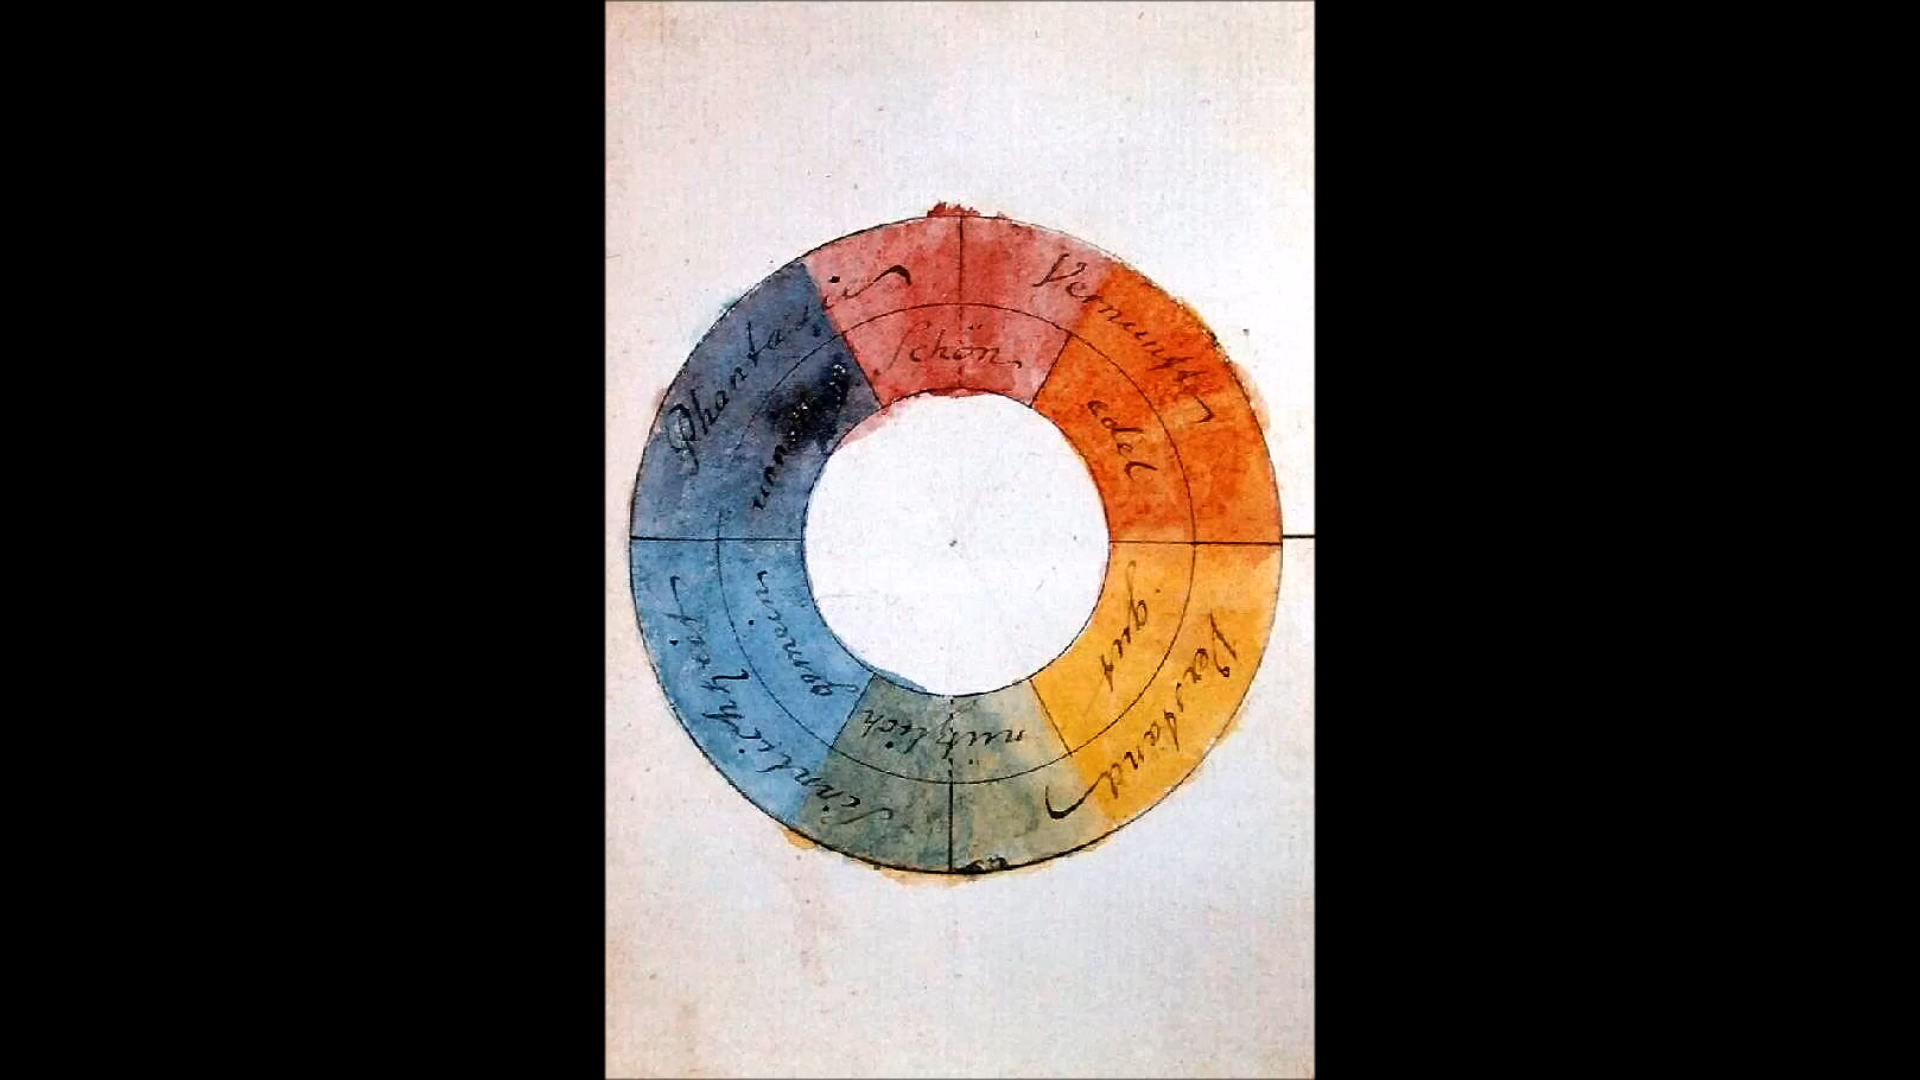 Phantasie
Vernunft
Verstand
Sinnlichkeit
Schön
edel
gut
nützlich
gemein